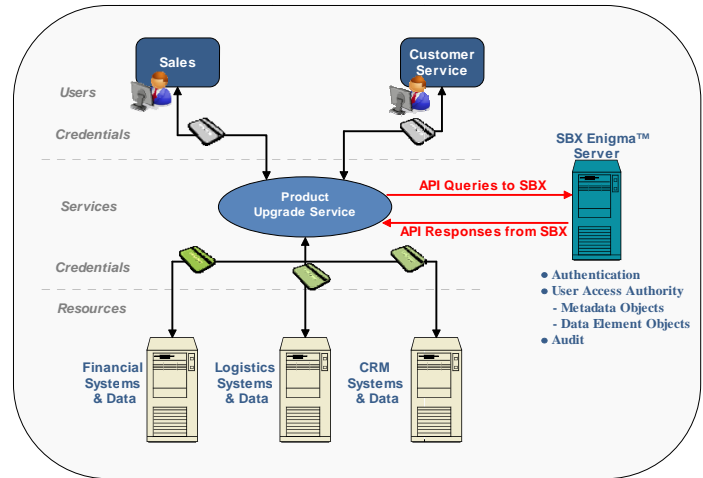 Sales
Customer
Service
Users
Credentials
SBX Enigma™
Server
API Queries to SBX
Services
Product
Upgrade Service
API Responses from SBX
Credentials
● Authentication
● User Access Authority
- Metadata Objects
- Data Element Objects
● Audit
Resources
Financial
Systems
& Data
Logistics
Systems
& Data
CRM
Systems
& Data